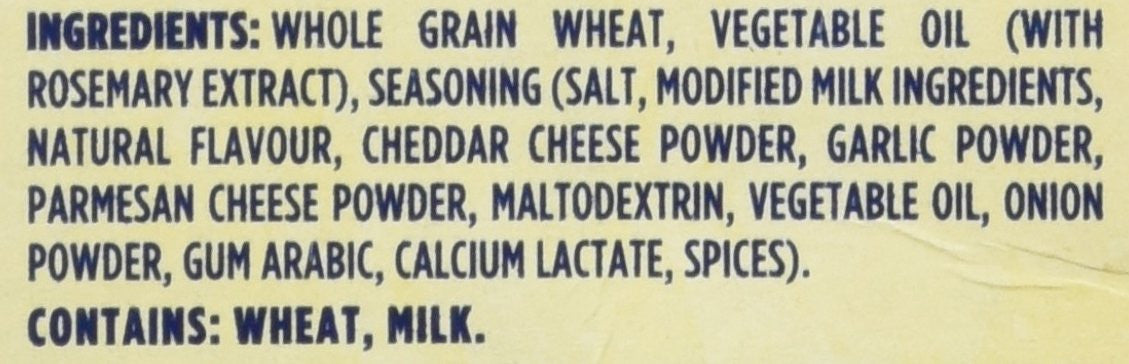 INGREDIENTS: WHOLE GRAIN WHEAT, VEGETABLE OIL (WITH
ROSEMARY EXTRACT), SEASONING (SALT, MODIFIED MILK INGREDIENTS,
NATURAL FLAVOUR, CHEDDAR CHEESE POWDER, GARLIC POWDER,
PARMESAN CHEESE POWDER, MALTODEXTRIN, VEGETABLE OIL, ONION
POWDER, GUM ARABIC, CALCIUM LACTATE, SPICES).
CONTAINS: WHEAT, MILK.